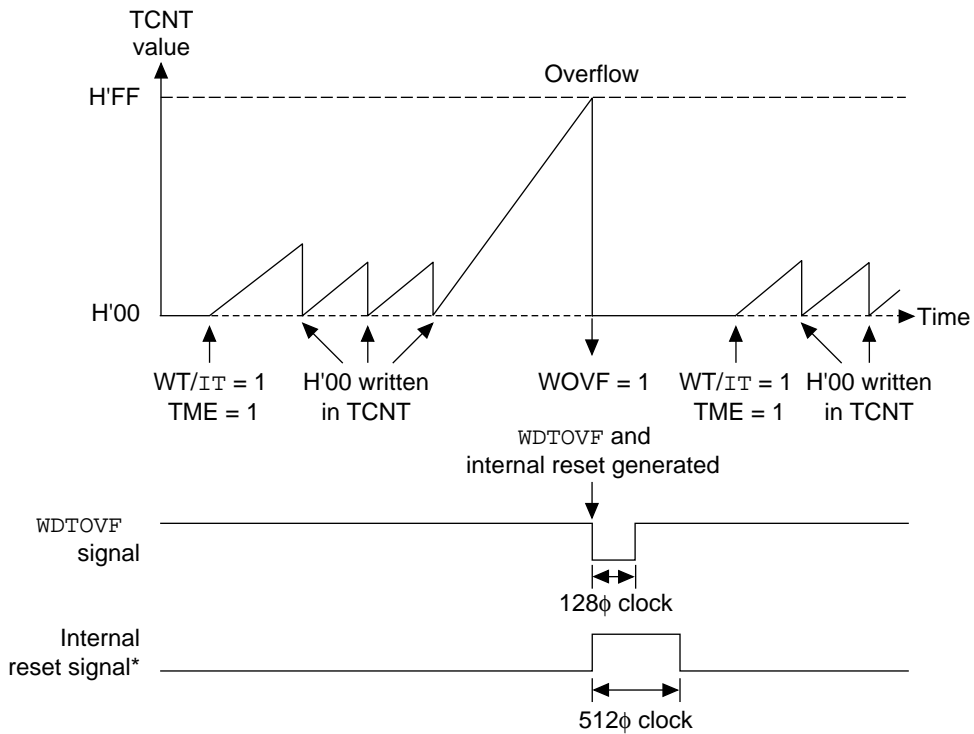 TCNT
value
Overflow
H'FF
H'00
Time
WT/IT = 1
TME = 1
H'00 written
in TCNT
WOVF = 1
WT/IT = 1
TME = 1
H'00 written
in TCNT
WDTOVF and
internal reset generated
WDTOVF
signal
128ϕ clock
Internal
reset signal*
512ϕ clock